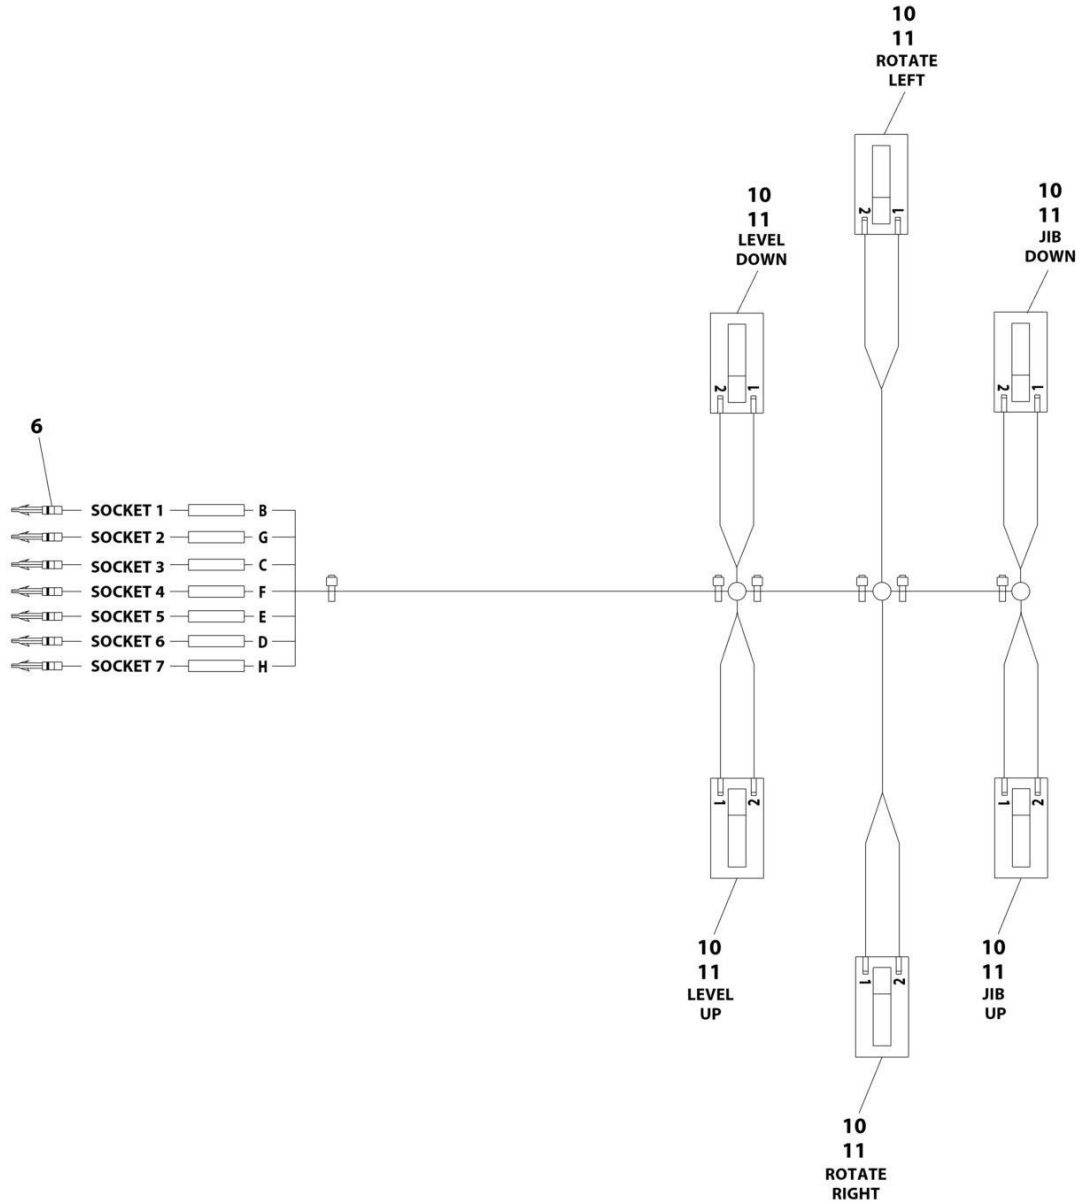 10
11
ROTATE
LEFT
10
11
LEVEL
DOWN
10
11
JIB
DOWN
2 1
2 1
2 1
6
SOCKET 1 B
SOCKET 2 G
SOCKET 3 C
SOCKET 4 F
SOCKET 5 E
SOCKET 6 D
SOCKET 7 H
1 2
1 2
10
11
LEVEL
UP
10
11
JIB
UP
1 2
10
11
ROTATE
RIGHT